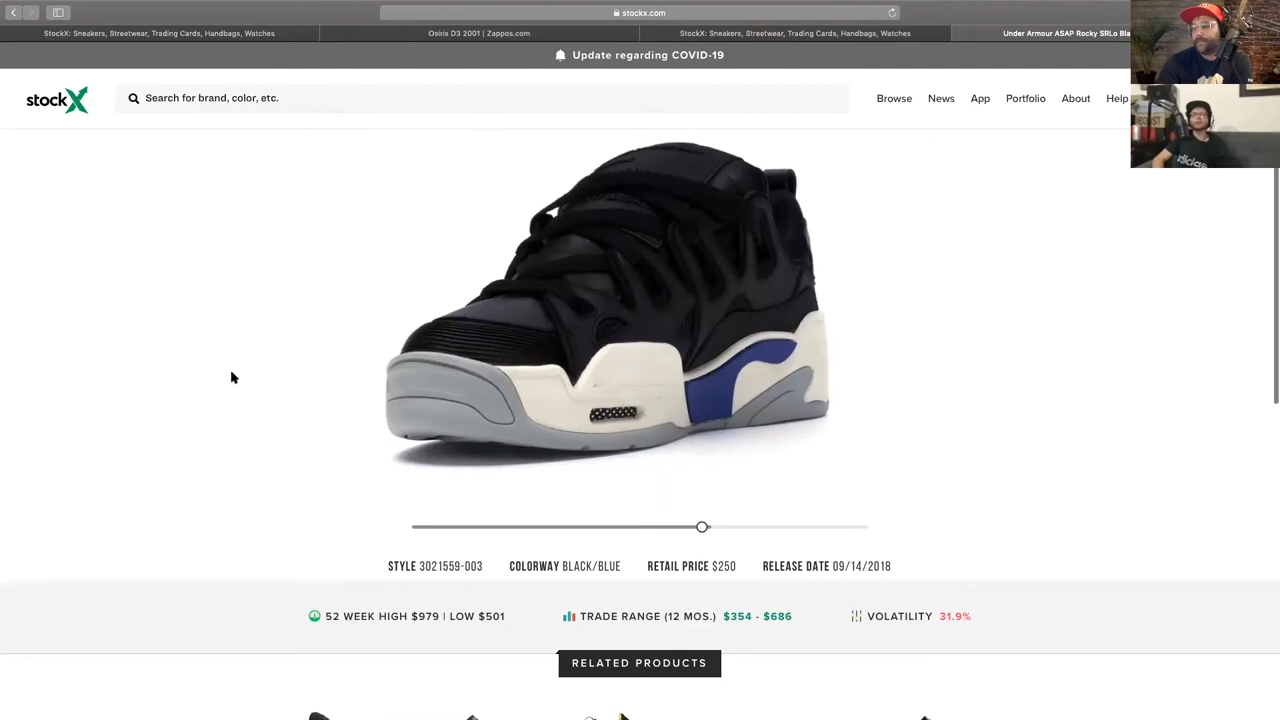 stockx.com
StockX: Sneakers, Streetwear, Trading Cards, Handbags, Watches
Osiris D3 2001 | Zappos.com
StockX: Sneakers, Streetwear, Trading Cards, Handbags, Watches
Under Armour ASAP Rocky SRLo Bla
Update regarding COVID-19
stockX
Search for brand, color, etc.
Browse
News
App
Portfolio
About
Help
adidas
STYLE 3021559-003
COLORWAY BLACK/BLUE
RETAIL PRICE $250
RELEASE DATE 09/14/2018
52 WEEK HIGH $979 | LOW $501
TRADE RANGE (12 MOS.) $354 - $686
VOLATILITY 31.9%
RELATED PRODUCTS